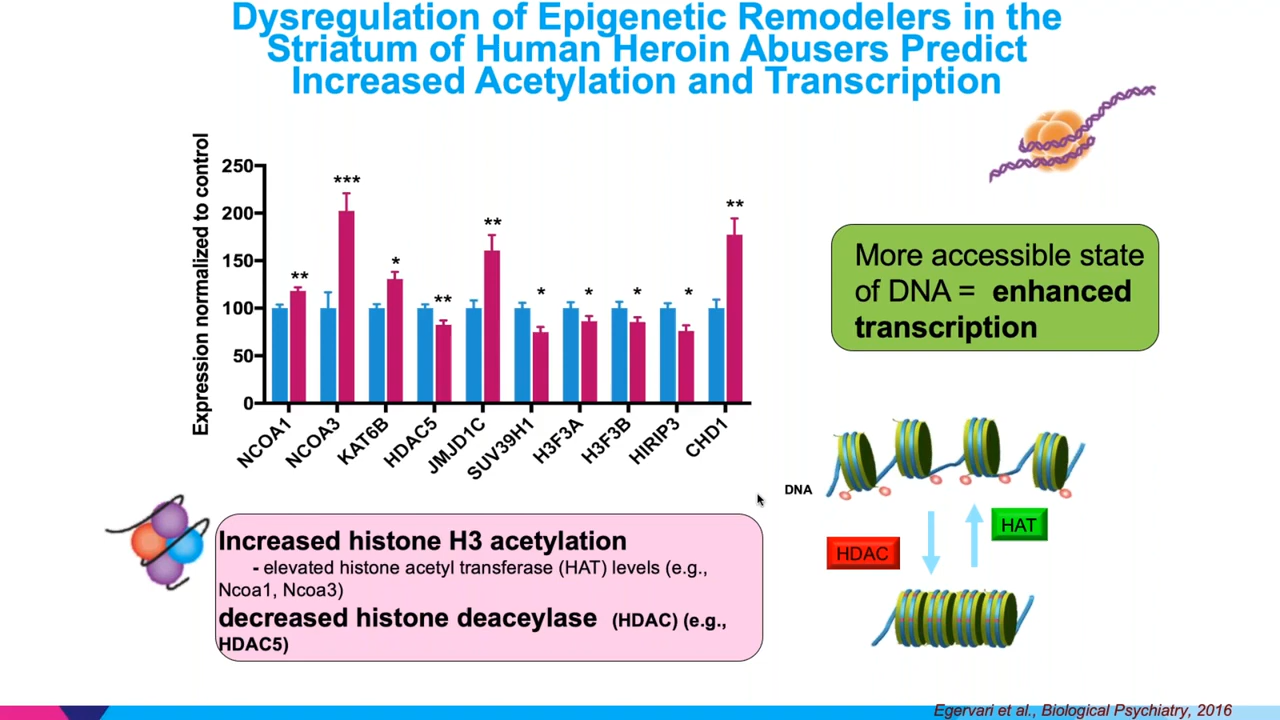 Dysregulation of Epigenetic Remodelers in the
Striatum of Human Heroin Abusers Predict
Increased Acetylation and Transcription
Expression normalized to control
250
200
150
100
50
0
**
***
*
**
**
*
*
*
*
**
NCOA1
NCOA3
KAT6B
HDAC5
JMJD1C
SUV39H1
H3F3A
H3F3B
HIRIP3
CHD1
More accessible state
of DNA = enhanced
transcription
DNA
HAT
HDAC
Increased histone H3 acetylation
- elevated histone acetyl transferase (HAT) levels (e.g.,
Ncoa1, Ncoa3)
decreased histone deaceylase (HDAC) (e.g.,
HDAC5)
Egervari et al., Biological Psychiatry, 2016